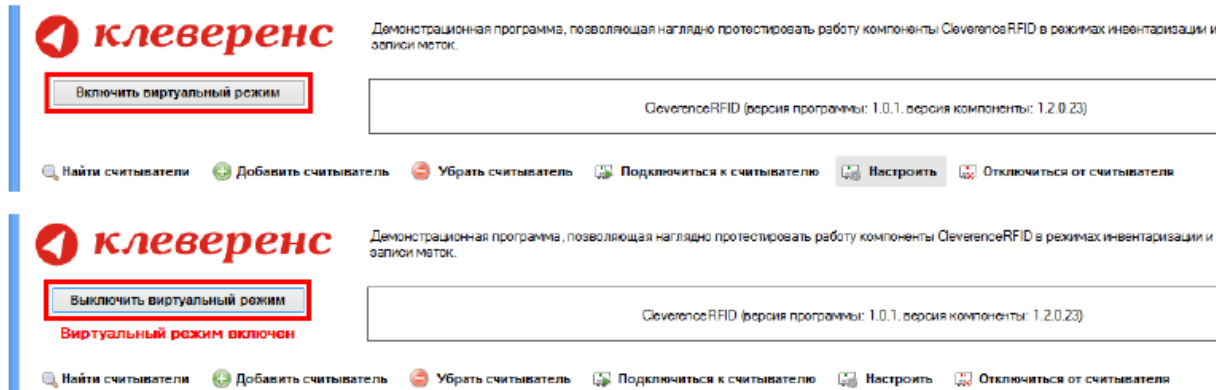 клеверенс
Демонстрационная программа, позволяющая наглядно протестировать работу компоненты CleverenceRFID в режимах инвентаризации и
записи меток.
Включить виртуальный режим
CleverenceRFID (версия программы: 1.0.1. версия компоненты: 1.2.0.23)
Найти считыватели Добавить считыватель Убрать считыватель Подключиться к считывателю Настроить Отключиться от считывателя
клеверенс
Демонстрационная программа, позволяющая наглядно протестировать работу компоненты CleverenceRFID в режимах инвентаризации и
записи меток.
Выключить виртуальный режим
Виртуальный режим включен
CleverenceRFID (версия программы: 1.0.1. версия компоненты: 1.2.0.23)
Найти считыватели Добавить считыватель Убрать считыватель Подключиться к считывателю Настроить Отключиться от считывателя